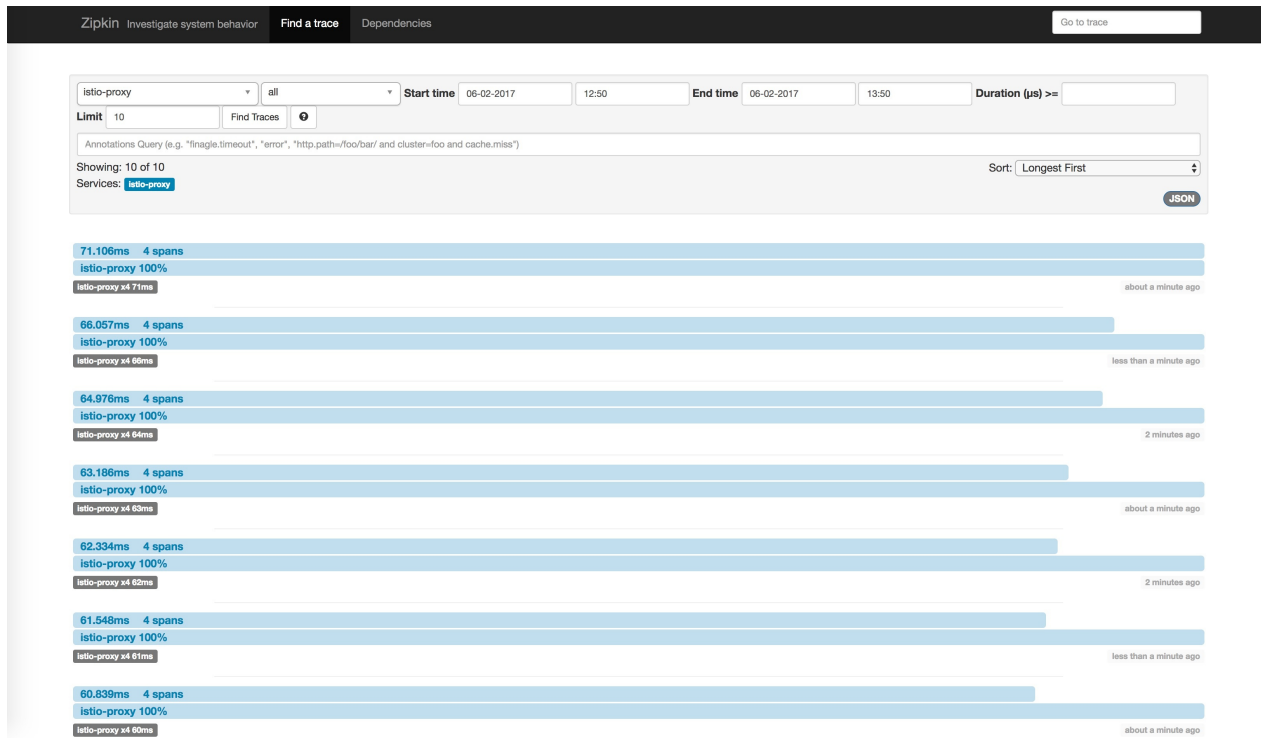 Zipkin Investigate system behavior Find a trace Dependencies Go to trace
istio-proxy all Start time 06-02-2017 12:50 End time 06-02-2017 13:50 Duration (μs) >=
Limit 10 Find Traces
Annotations Query (e.g. "finagle.timeout", "error", "http.path=/foo/bar/ and cluster=foo and cache.miss")
Showing: 10 of 10 Sort: Longest First
Services: istio-proxy
JSON
71.106ms 4 spans
istio-proxy 100%
istio-proxy x4 71ms about a minute ago
66.057ms 4 spans
istio-proxy 100%
istio-proxy x4 66ms less than a minute ago
64.976ms 4 spans
istio-proxy 100%
istio-proxy x4 64ms 2 minutes ago
63.186ms 4 spans
istio-proxy 100%
istio-proxy x4 63ms about a minute ago
62.334ms 4 spans
istio-proxy 100%
istio-proxy x4 62ms 2 minutes ago
61.548ms 4 spans
istio-proxy 100%
istio-proxy x4 61ms less than a minute ago
60.839ms 4 spans
istio-proxy 100%
istio-proxy x4 60ms about a minute ago